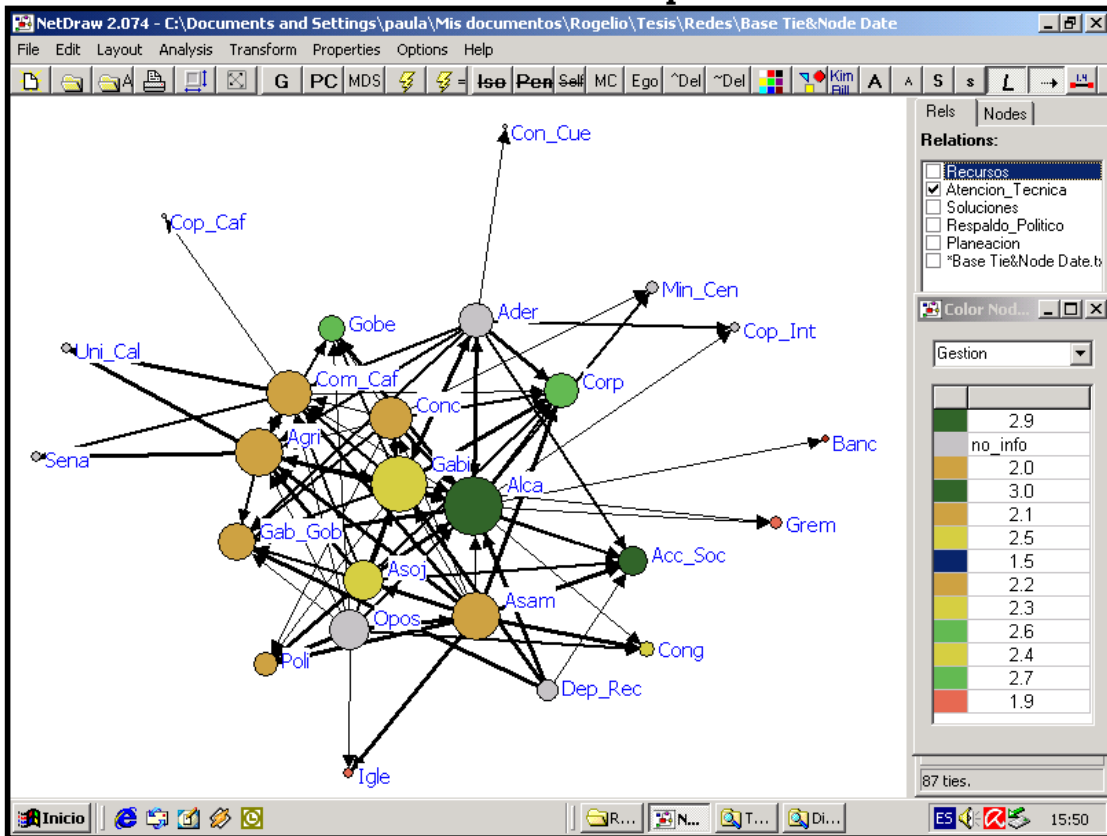 NetDraw 2.074 - C:\Documents and Settings\paula\Mis documentos\Rogelio\Tesis\Redes\Base Tie&Node Date
File Edit Layout Analysis Transform Properties Options Help
A G PC MDS = Iso Pen Self MC Ego ^Del ~Del Kim Bill A A S s L 1.4
Rels Nodes
Relations:
Recursos
Atencion_Tecnica
Soluciones
Respaldo_Politico
Planeacion
*Base Tie&Node Date.t
Con_Cue
Cop_Caf
Min_Cen
Ader
Gobe
Cop_Int
Uni_Cal
Com_Caf
Corp
Conc
Agri
Banc
Sena
Gabi
Alca
Grem
Gab_Gob
Acc_Soc
Asoj
Asam
Opos
Cong
Poli
Dep_Rec
Igle
Color Nod...
Gestion
2.9
no_info
2.0
3.0
2.1
2.5
1.5
2.2
2.3
2.6
2.4
2.7
1.9
87 ties.
Inicio R... N... T... Di... ES 15:50